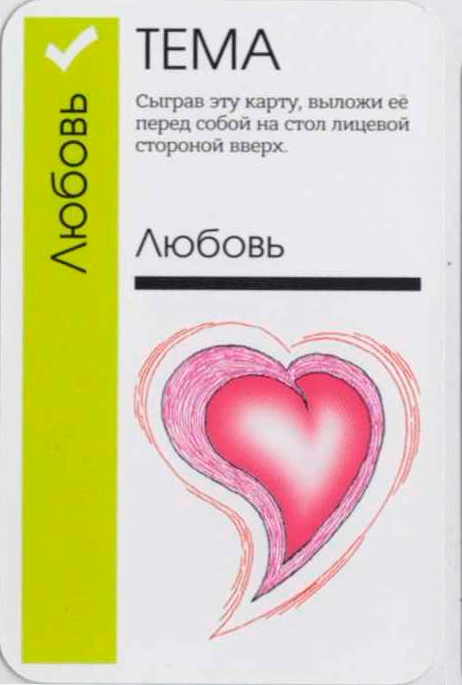 Любовь
ТЕМА
Сыграв эту карту, выложи её
перед собой на стол лицевой
стороной вверх.
Любовь